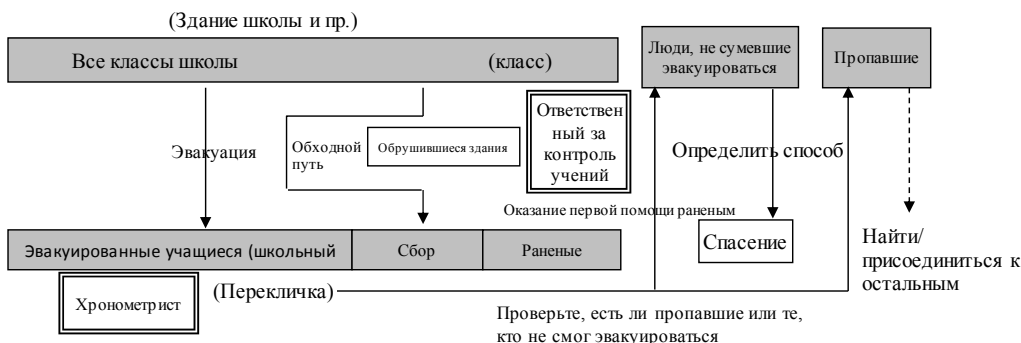 (Здание школы и пр.)
Все классы школы (класс)
Люди, не сумевшие
эвакуироваться
Пропавшие
Эвакуация
Обходной
путь
Обрушившиеся здания
Ответствен
ный за
контроль
учений
Определить способ
Оказание первой помощи раненым
Эвакуированные учащиеся (школьный
Сбор
Раненые
Спасение
Найти/
присоединиться к
остальным
Хронометрист
(Перекличка)
Проверьте, есть ли пропавшие или те,
кто не смог эвакуироваться